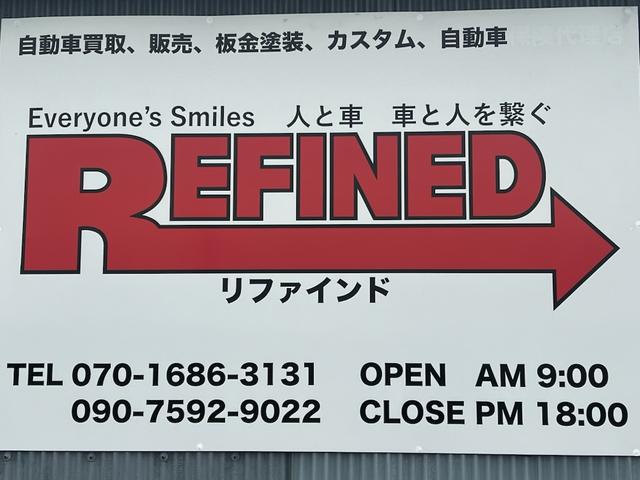 自動車買取、販売、板金塗装、カスタム、自動車
Everyone's Smiles 人と車 車と人を繋ぐ
REFINED
リファインド
TEL 070-1686-3131 OPEN AM 9:00
090-7592-9022 CLOSE PM 18:00